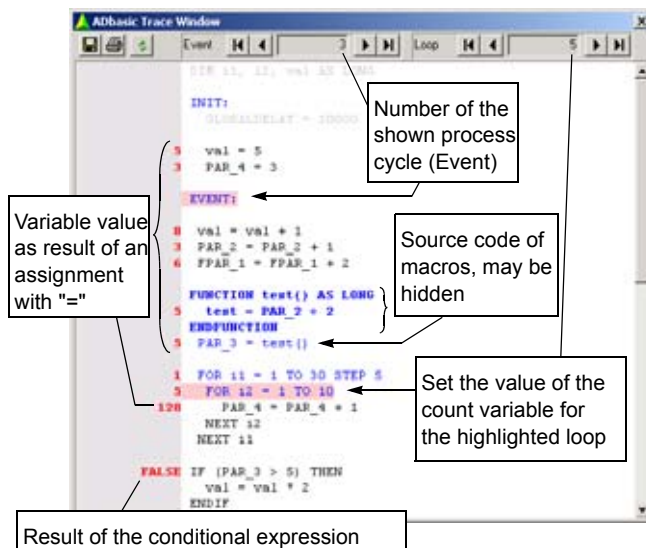 ADbasic Trace Window
Event 3 Loop 5
DIM i1, i2, val AS LONG
INIT:
GLOBALDELAY = 30000
5 val = 5
3 PAR_4 = 3
EVENT:
8 val = val + 1
3 PAR_2 = PAR_2 + 1
6 FPAR_1 = FPAR_1 + 2
FUNCTION test() AS LONG
5 test = PAR_2 + 2
ENDFUNCTION
5 PAR_3 = test()
1 FOR i1 = 1 TO 30 STEP 5
5 FOR i2 = 1 TO 10
128 PAR_4 = PAR_4 + 1
NEXT i2
NEXT i1
FALSE IF (PAR_3 > 5) THEN
val = val * 2
ENDIF
Number of the
shown process
cycle (Event)
Variable value
as result of an
assignment
with "="
Source code of
macros, may be
hidden
Set the value of the
count variable for
the highlighted loop
Result of the conditional expression